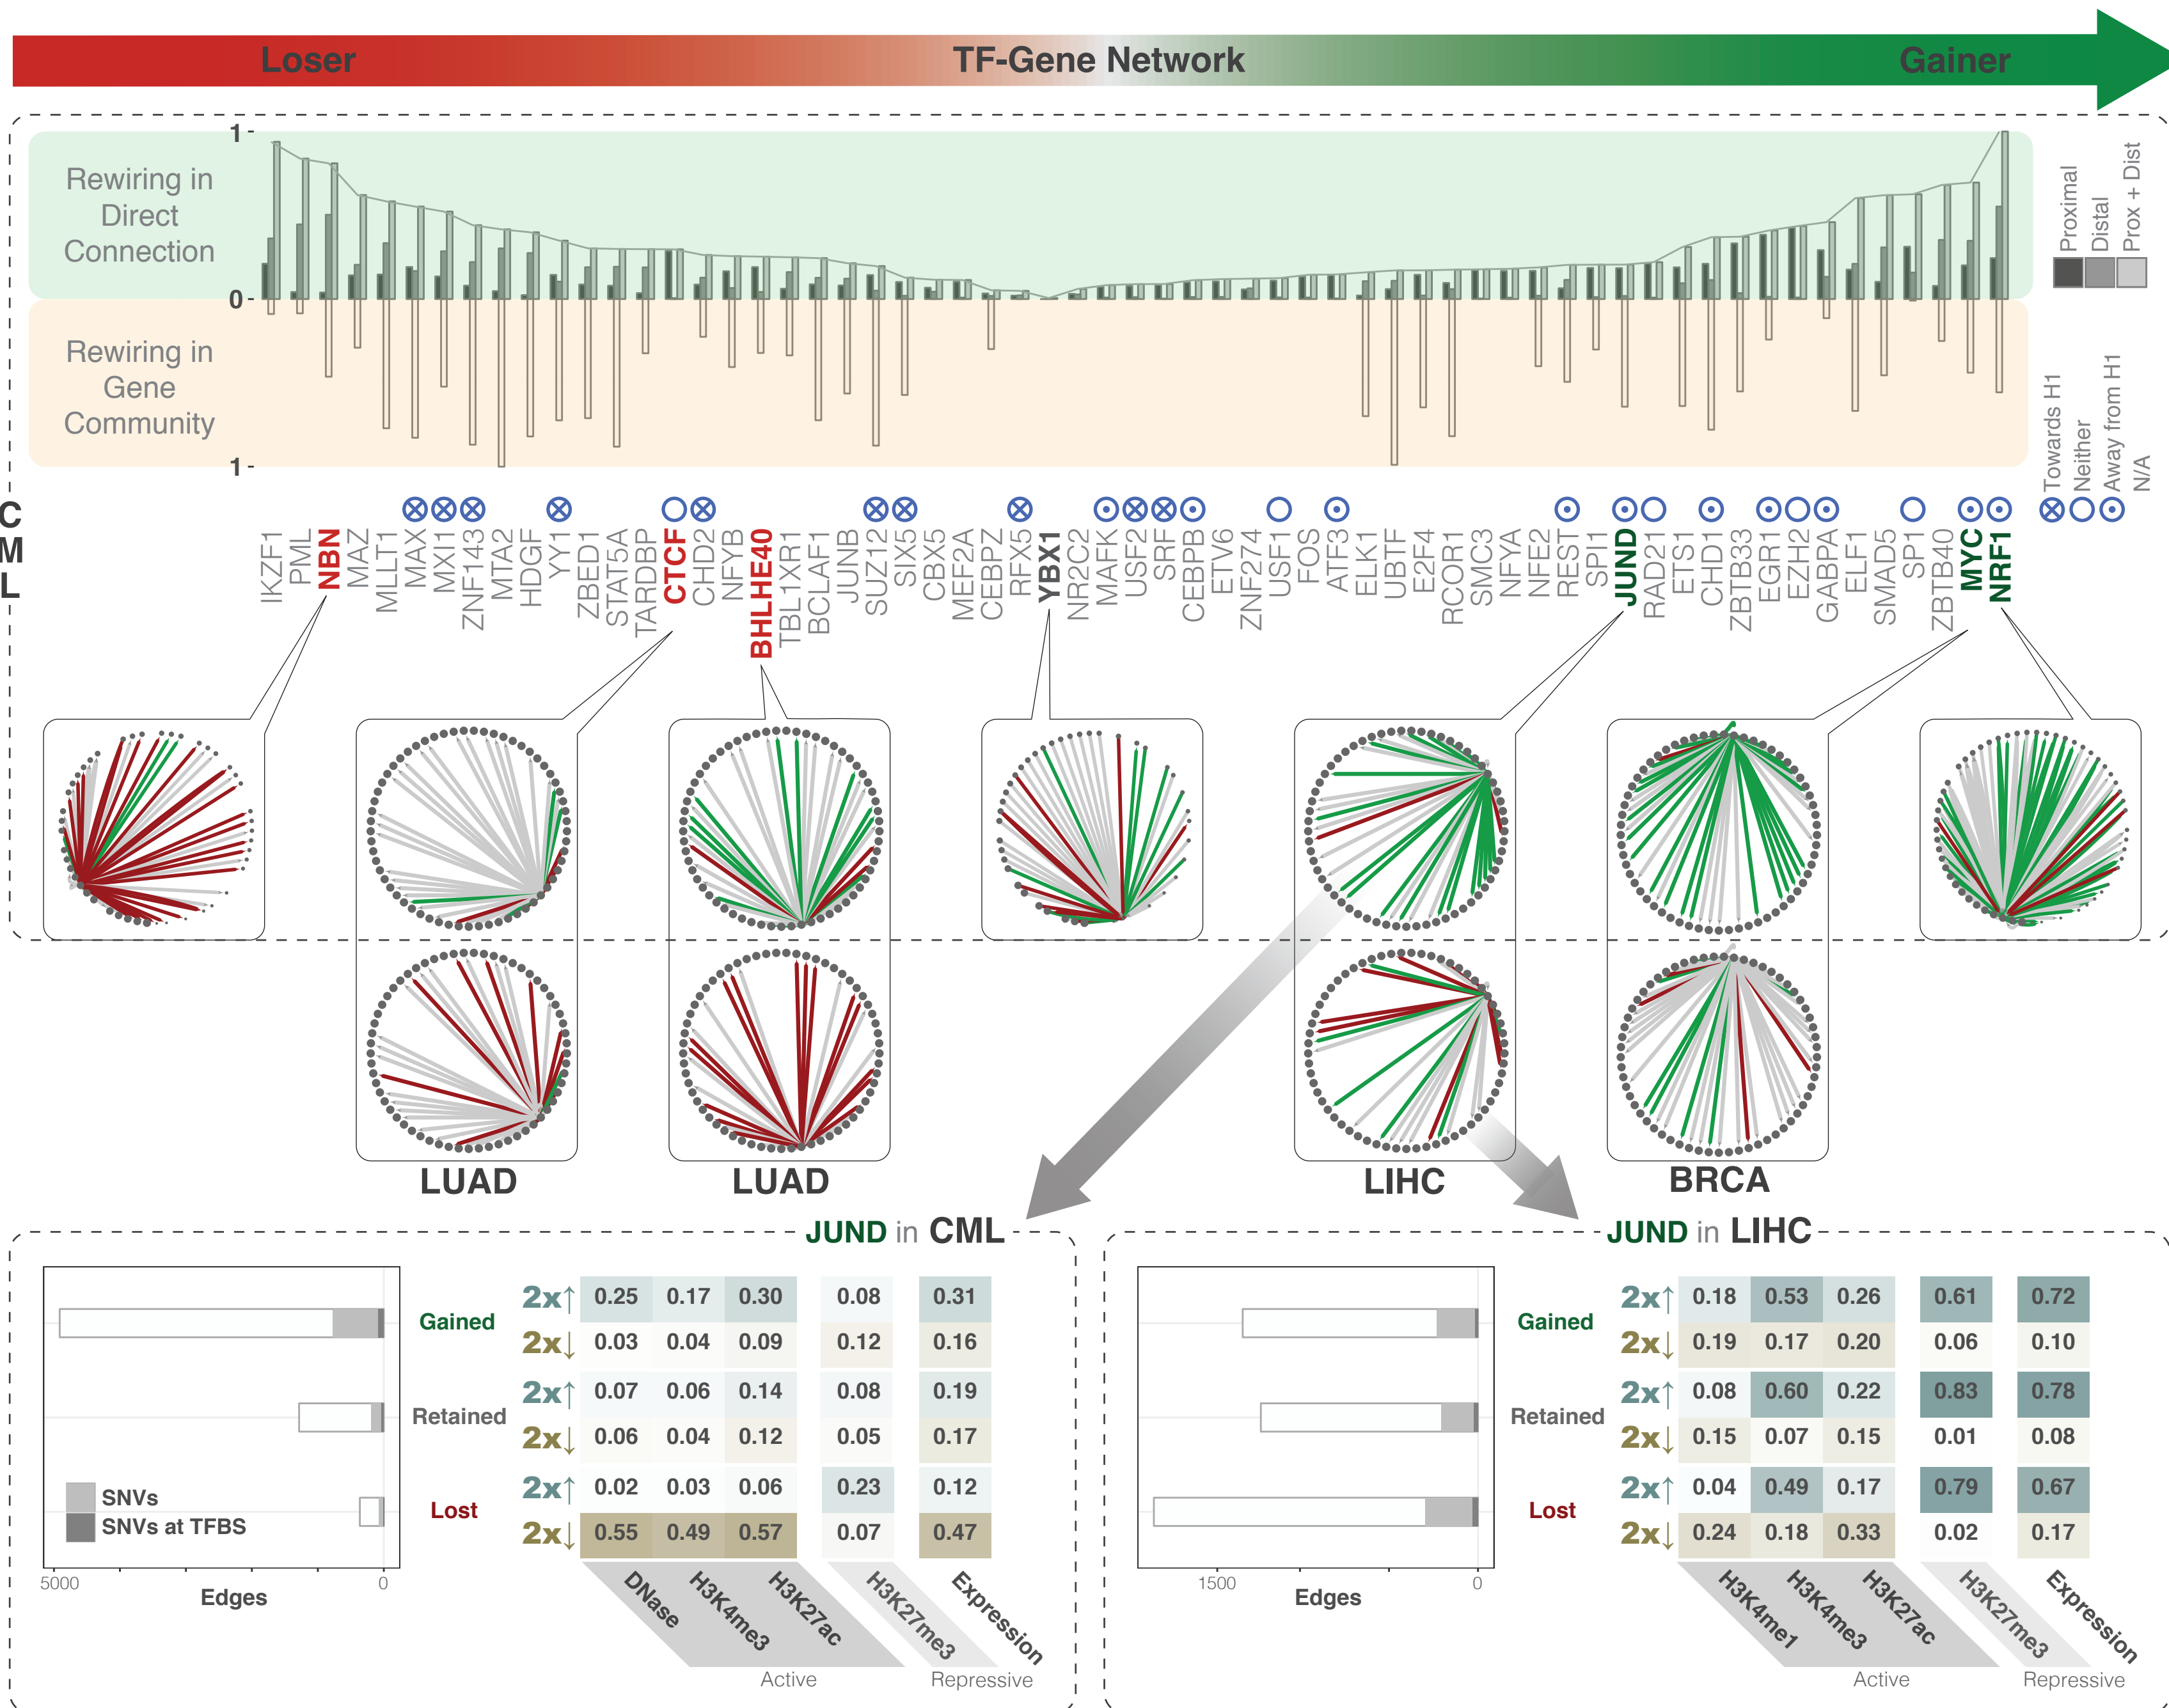 Loser TF-Gene Network Gainer
1
Rewiring in
Direct
Connection
0
Rewiring in
Gene
Community
1
Proximal
Distal
Prox + Dist
Towards H1
Neither
Away from H1
N/A
C
M
L
IKZF1
PML
NBN
MAZ
MLLT1
MAX
MXI1
ZNF143
MTA2
HDGF
YY1
ZBED1
STAT5A
TARDBP
CTCF
CHD2
NFYB
BHLHE40
TBL1XR1
BCLAF1
JUNB
SUZ12
SIX5
CBX5
MEF2A
CEBPZ
RFX5
YBX1
NR2C2
MAFK
USF2
SRF
CEBPB
ETV6
ZNF274
USF1
FOS
ATF3
ELK1
UBTF
E2F4
RCOR1
SMC3
NFYA
NFE2
REST
SPI1
JUND
RAD21
ETS1
CHD1
ZBTB33
EGR1
EZH2
GABPA
ELF1
SMAD5
SP1
ZBTB40
MYC
NRF1
LUAD
LUAD
LIHC
BRCA
JUND in CML
Gained
2x↑ 0.25 0.17 0.30 0.08 0.31
2x↓ 0.03 0.04 0.09 0.12 0.16
Retained
2x↑ 0.07 0.06 0.14 0.08 0.19
2x↓ 0.06 0.04 0.12 0.05 0.17
Lost
2x↑ 0.02 0.03 0.06 0.23 0.12
2x↓ 0.55 0.49 0.57 0.07 0.47
SNVs
SNVs at TFBS
5000 0
Edges
DNase
H3K4me3
H3K27ac
H3K27me3
Expression
Active
Repressive
JUND in LIHC
Gained
2x↑ 0.18 0.53 0.26 0.61 0.72
2x↓ 0.19 0.17 0.20 0.06 0.10
Retained
2x↑ 0.08 0.60 0.22 0.83 0.78
2x↓ 0.15 0.07 0.15 0.01 0.08
Lost
2x↑ 0.04 0.49 0.17 0.79 0.67
2x↓ 0.24 0.18 0.33 0.02 0.17
1500 0
Edges
H3K4me1
H3K4me3
H3K27ac
H3K27me3
Expression
Active
Repressive